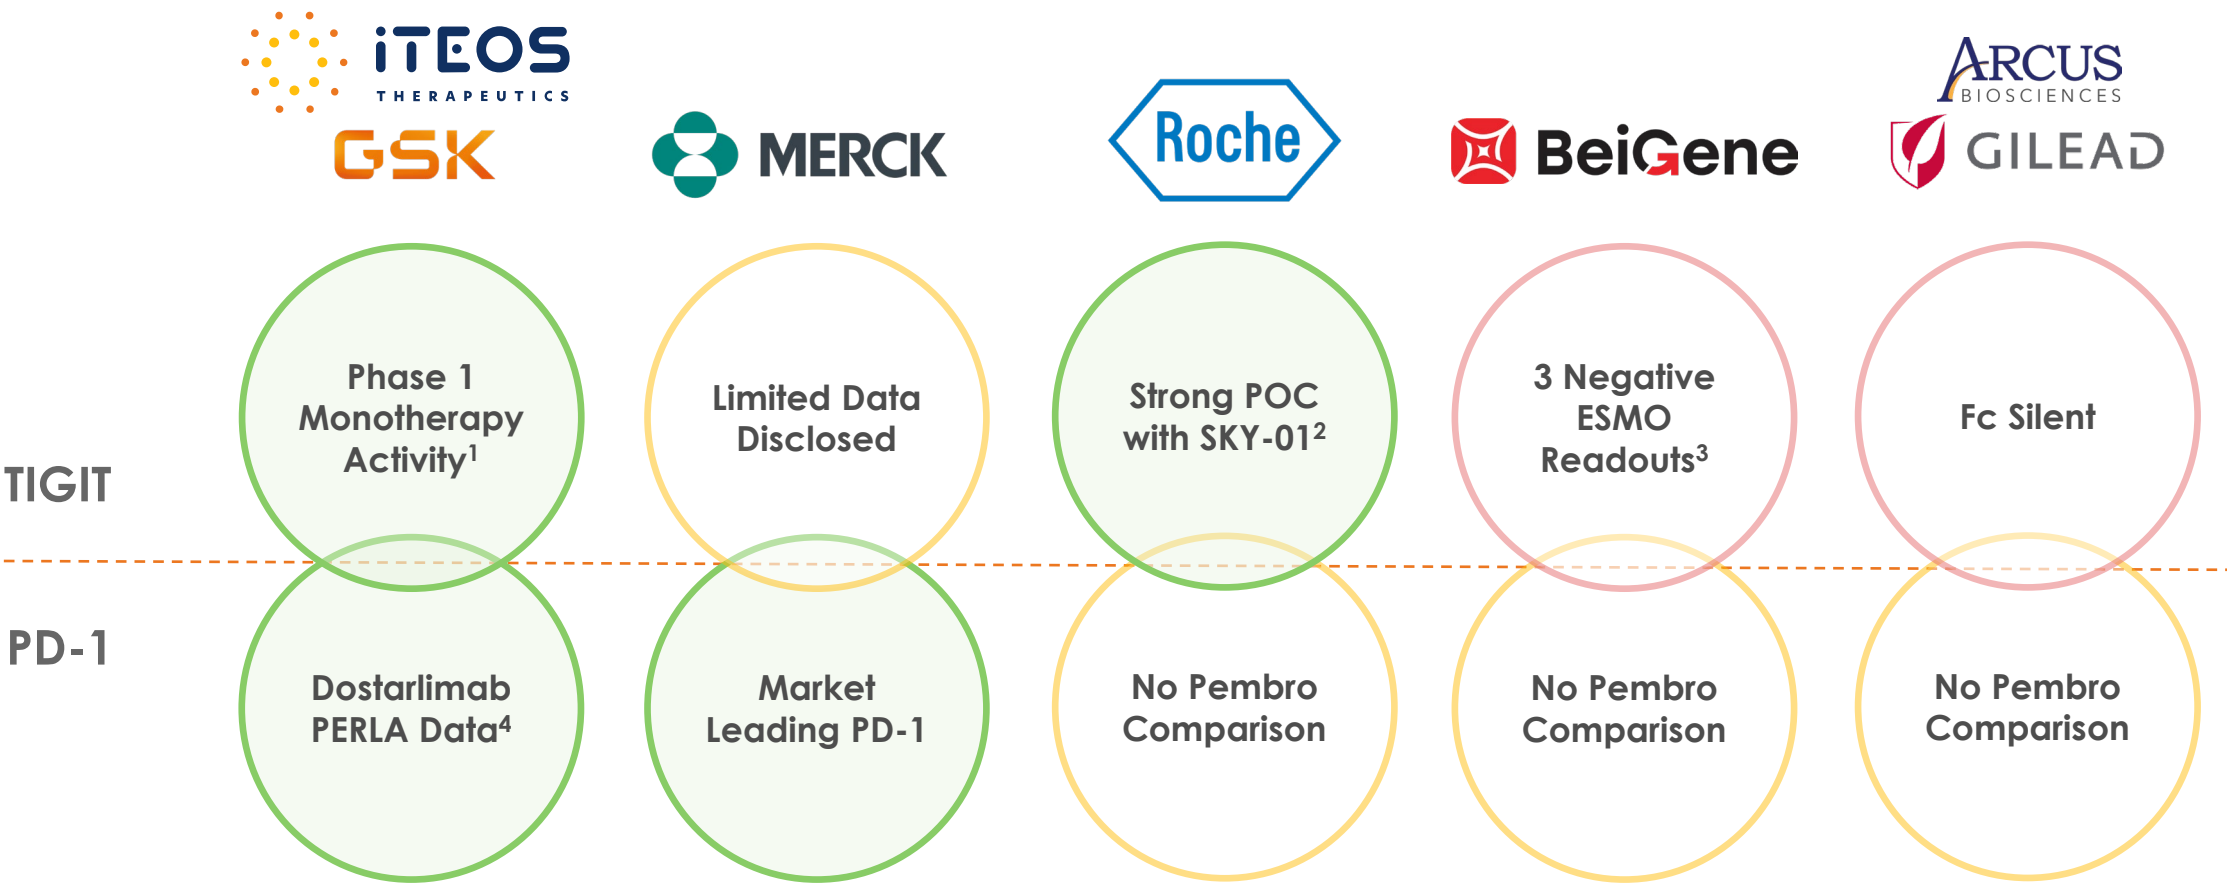 iTEOS
THERAPEUTICS
GSK
MERCK
Roche
BeiGene
ARCUS
BIOSCIENCES
GILEAD
TIGIT
Phase 1
Monotherapy
Activity¹
Limited Data
Disclosed
Strong POC
with SKY-01²
3 Negative
ESMO
Readouts³
Fc Silent
PD-1
Dostarlimab
PERLA Data⁴
Market
Leading PD-1
No Pembro
Comparison
No Pembro
Comparison
No Pembro
Comparison